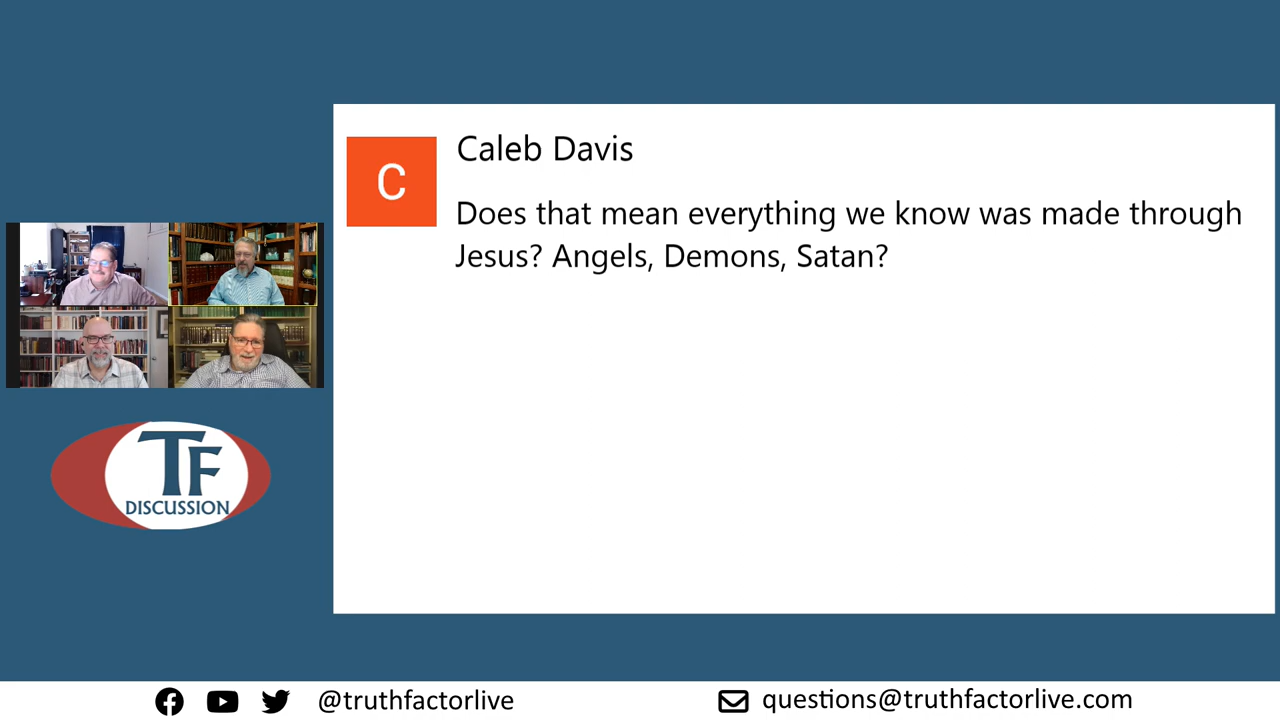 C
Caleb Davis
Does that mean everything we know was made through
Jesus? Angels, Demons, Satan?
TF
DISCUSSION
@truthfactorlive
questions@truthfactorlive.com